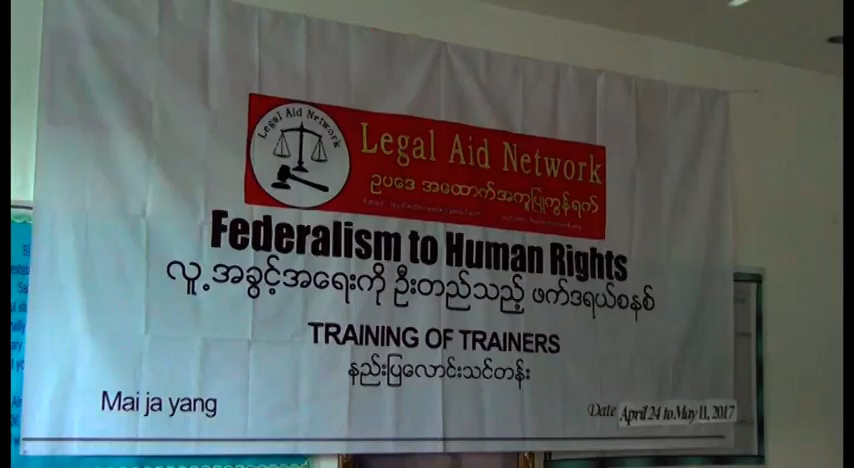 Legal Aid Network
Legal Aid Network
ဥပဒေ အထောက်အကူပြုကွန်ရက်
Federalism to Human Rights
လူ့အခွင့်အရေးကို ဦးတည်သည့် ဖက်ဒရယ်စနစ်
TRAINING OF TRAINERS
နည်းပြလောင်းသင်တန်း
Mai ja yang
Date April 24 to May 11, 2017